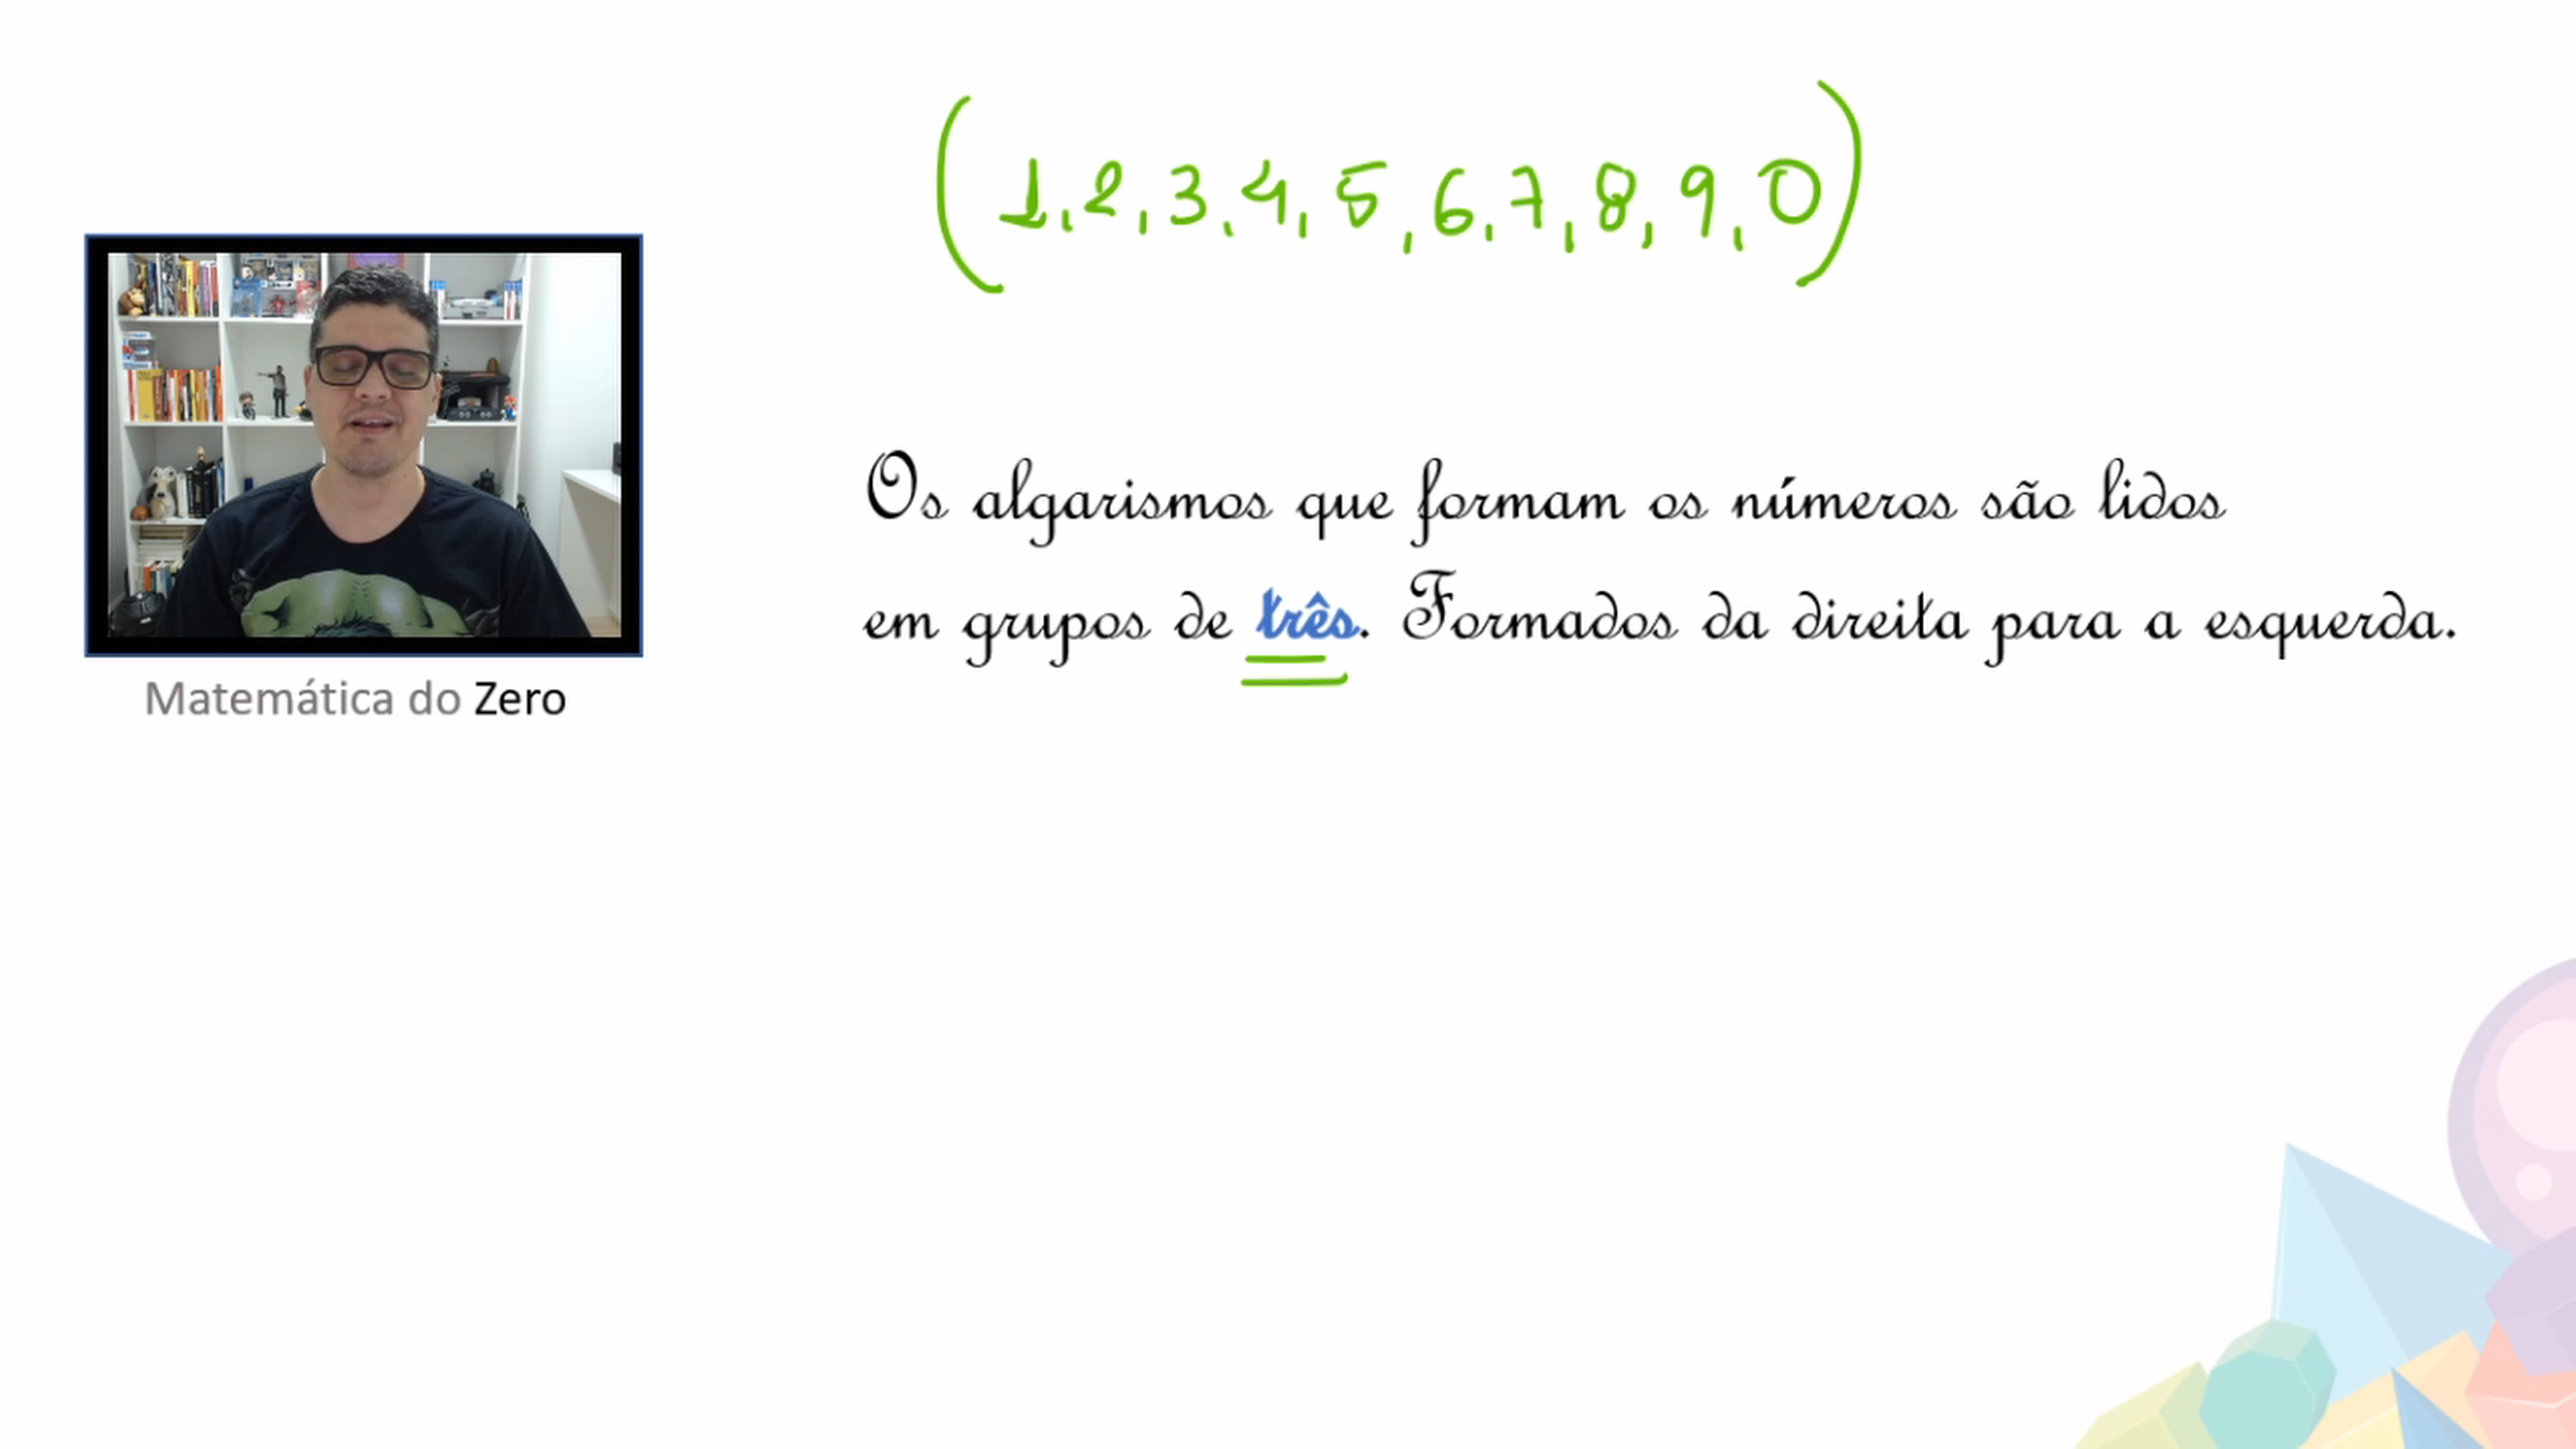 (1, 2, 3, 4, 5, 6, 7, 8, 9, 0)
Os algarismos que formam os números são lidos
em grupos de três. Formados da direita para a esquerda.
Matemática do Zero